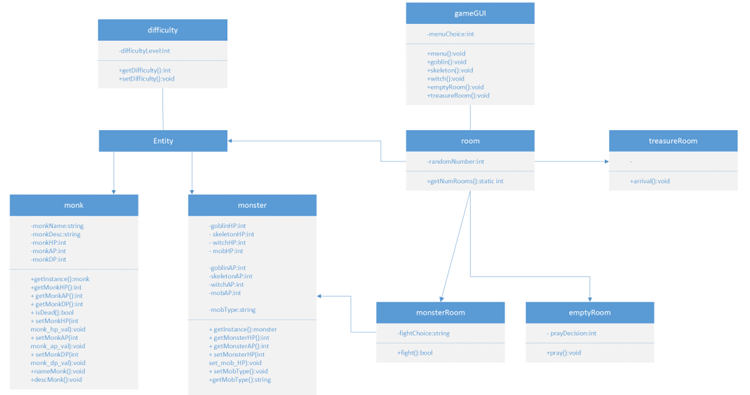 difficulty
-difficultyLevel:int
+getDifficulty():int
+setDifficulty():void
gameGUI
-menuChoice:int
+menu():void
+goblin():void
+skeleton():void
+witch():void
+emptyRoom():void
+treasureRoom():void
Entity
room
-randomNumber:int
+getNumRooms():static int
treasureRoom
-
+arrival():void
monk
-monkName:string
-monkDesc:string
-monkHP:int
-monkAP:int
-monkDP:int
+getInstance():monk
+getMonkHP():int
+ getMonkAP():int
+ getMonkDP():int
+ isDead():bool
+ setMonkHP(int
monk_hp_val):void
+ setMonkAP(int
monk_ap_val):void
+ setMonkDP(int
monk_dp_val):void
+nameMonk():void
+descMonk():void
monster
-goblinHP:int
- skeletonHP:int
- witchHP:int
- mobHP:int
-goblinAP:int
-skeletonAP:int
-witchAP:int
-mobAP:int
-mobType:string
+ getInstance():monster
+ getMonsterHP():int
+ getMonsterAP():int
+ setMonsterHP(int
set_mob_HP):void
+ setMobType():void
+getMobType():string
monsterRoom
-fightChoice:string
+fight():bool
emptyRoom
- prayDecision:int
+pray():void